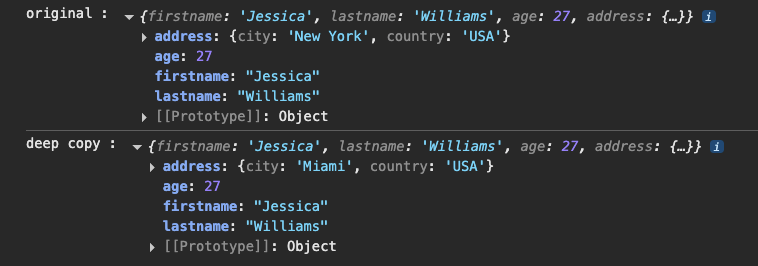 original : ▼{firstname: 'Jessica', lastname: 'Williams', age: 27, address: {…}} i
▶ address: {city: 'New York', country: 'USA'}
age: 27
firstname: "Jessica"
lastname: "Williams"
▶ [[Prototype]]: Object
deep copy : ▼{firstname: 'Jessica', lastname: 'Williams', age: 27, address: {…}} i
▶ address: {city: 'Miami', country: 'USA'}
age: 27
firstname: "Jessica"
lastname: "Williams"
▶ [[Prototype]]: Object